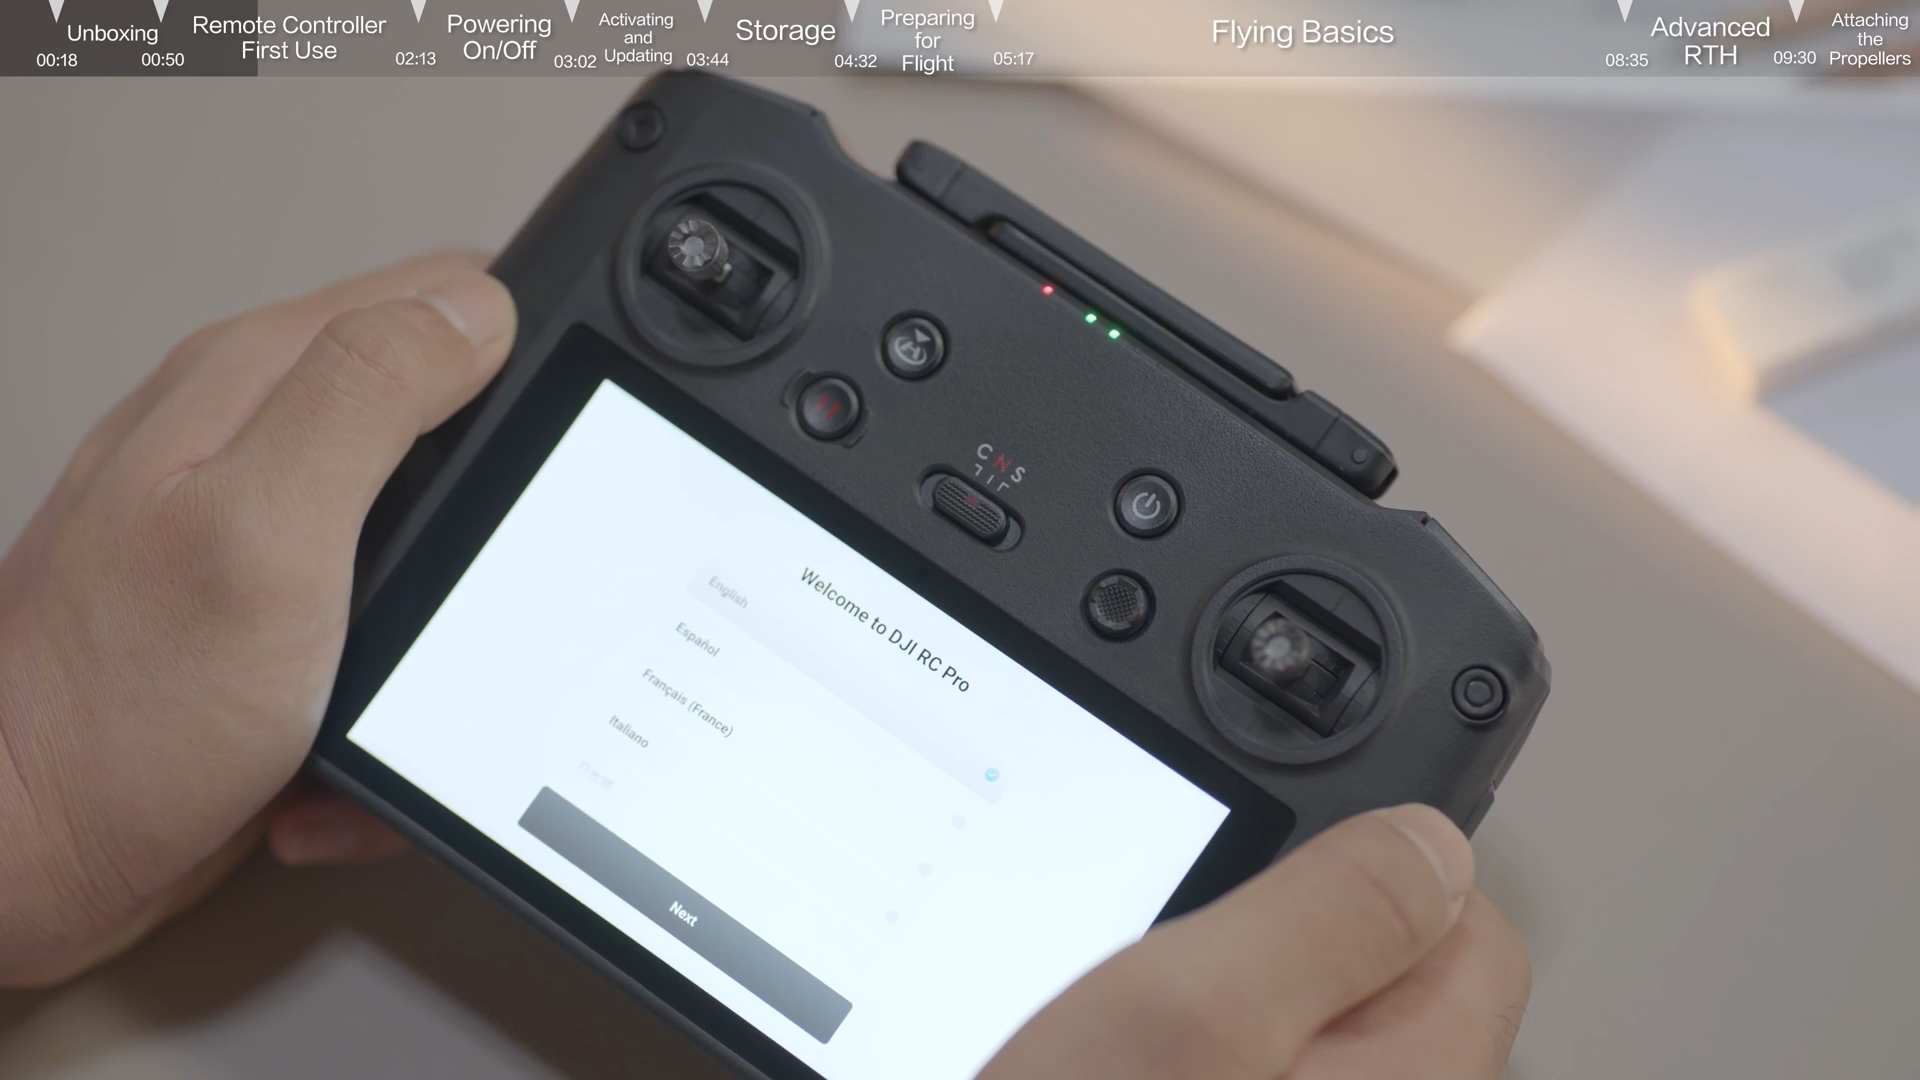 Unboxing
Remote Controller
First Use
Powering
On/Off
Activating
and
Updating
Storage
Preparing
for
Flight
Flying Basics
Advanced
RTH
Attaching
the
Propellers
00:18
00:50
02:13
03:02
03:44
04:32
05:17
08:35
09:30
C N S
Welcome to DJI RC Pro
English
Español
Français (France)
Italiano
Next